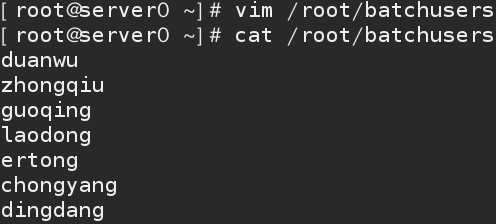 [root@server0 ~]# vim /root/batchusers
[root@server0 ~]# cat /root/batchusers
duanwu
zhongqiu
guoqing
laodong
ertong
chongyang
dingdang